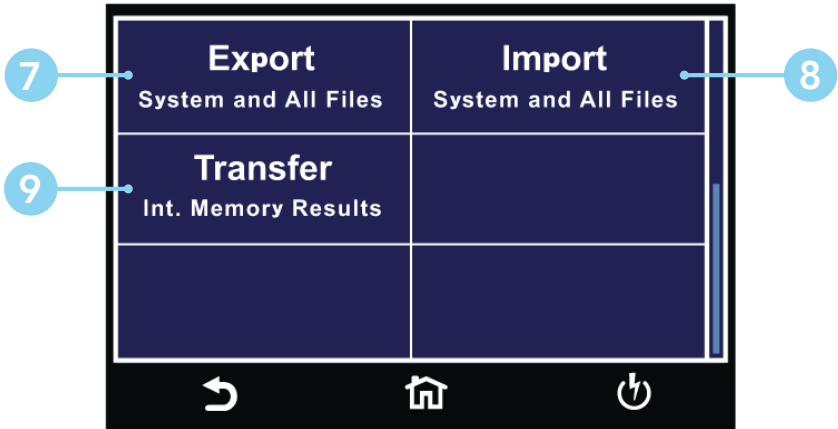 7
Export
System and All Files
Import
System and All Files
8
9
Transfer
Int. Memory Results